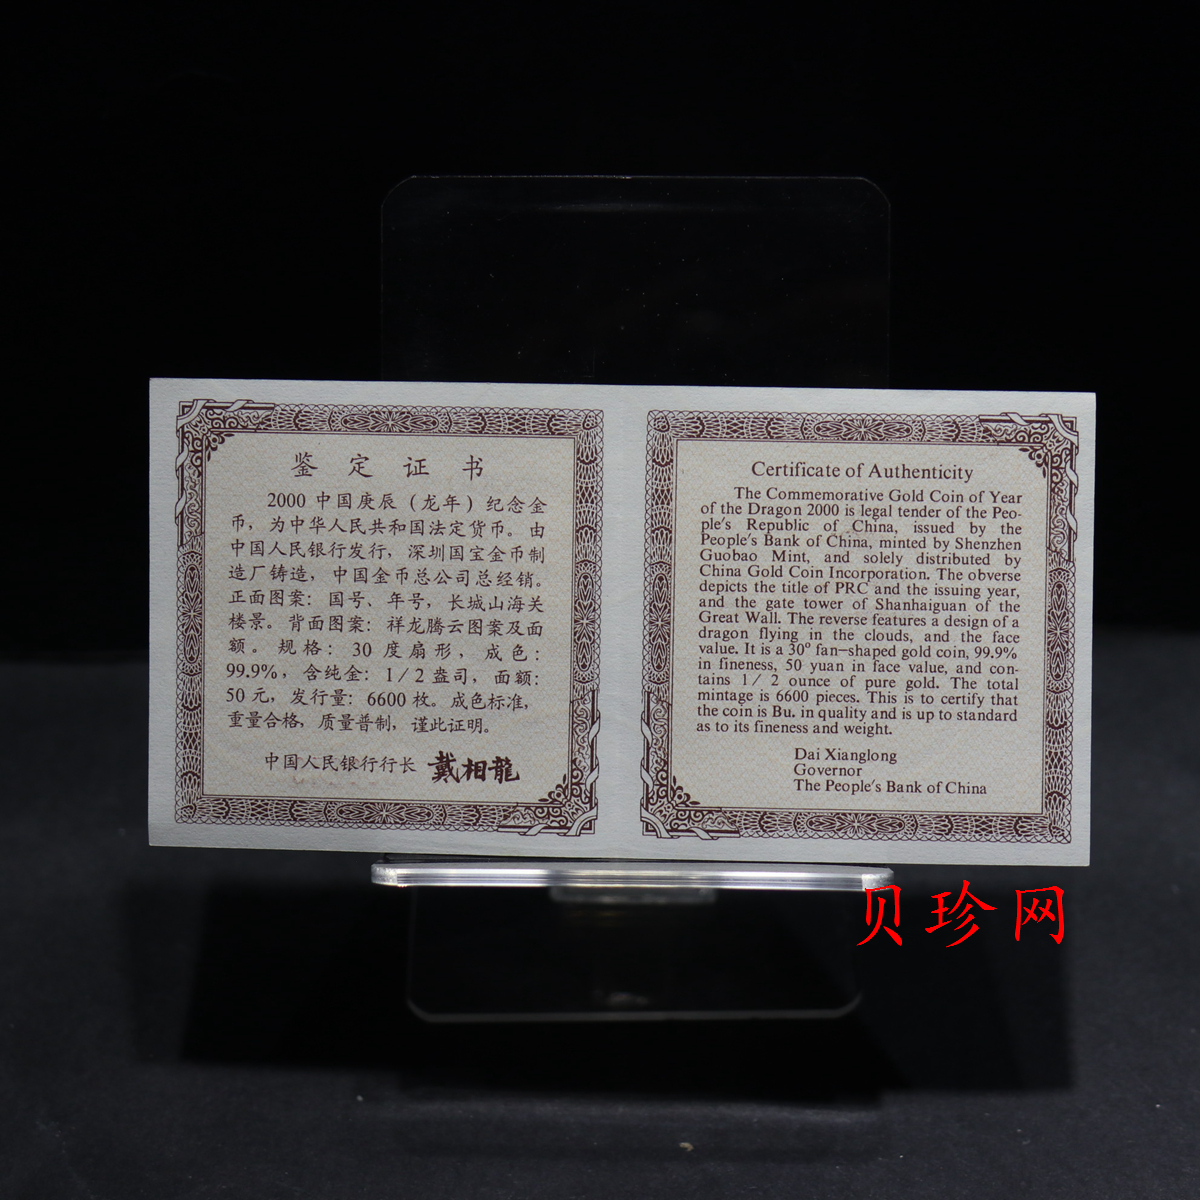 鉴定证书
2000中国庚辰（龙年）纪念金
币，为中华人民共和国法定货币。由
中国人民银行发行，深圳国宝金币制
造厂铸造，中国金币总公司总经销。
正面图案：国号、年号，长城山海关
楼景。背面图案：祥龙腾云图案及面
额。规格：30度扇形，成色：
99.9%，含纯金：1/2盎司，面额：
50元，发行量：6600枚。成色标准，
重量合格，质量普制，谨此证明。
中国人民银行行长 戴相龍
Certificate of Authenticity
The Commemorative Gold Coin of Year
of the Dragon 2000 is legal tender of the Peo-
ple's Republic of China, issued by the
People's Bank of China, minted by Shenzhen
Guobao Mint, and solely distributed by
China Gold Coin Incorporation. The obverse
depicts the title of PRC and the issuing year,
and the gate tower of Shanhaiguan of the
Great Wall. The reverse features a design of a
dragon flying in the clouds, and the face
value. It is a 30° fan-shaped gold coin, 99.9%
in fineness, 50 yuan in face value, and con-
tains 1/2 ounce of pure gold. The total
mintage is 6600 pieces. This is to certify that
the coin is Bu. in quality and is up to standard
as to its fineness and weight.
Dai Xianglong
Governor
The People's Bank of China
贝珍网